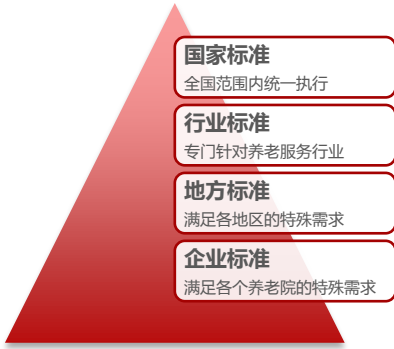 国家标准
全国范围内统一执行
行业标准
专门针对养老服务行业
地方标准
满足各地区的特殊需求
企业标准
满足各个养老院的特殊需求